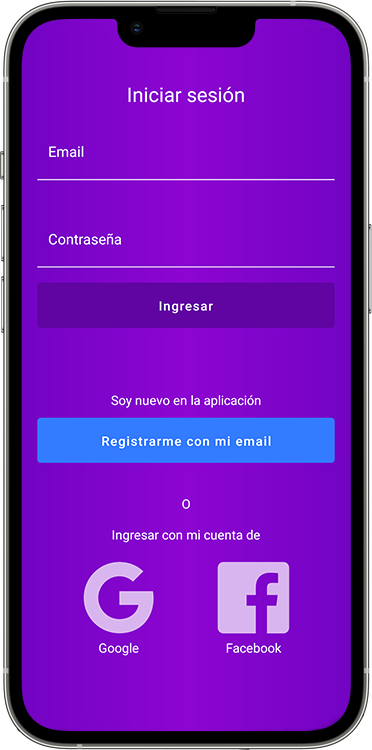 Iniciar sesión
Email
Contraseña
Ingresar
Soy nuevo en la aplicación
Registrarme con mi email
O
Ingresar con mi cuenta de
Google
Facebook